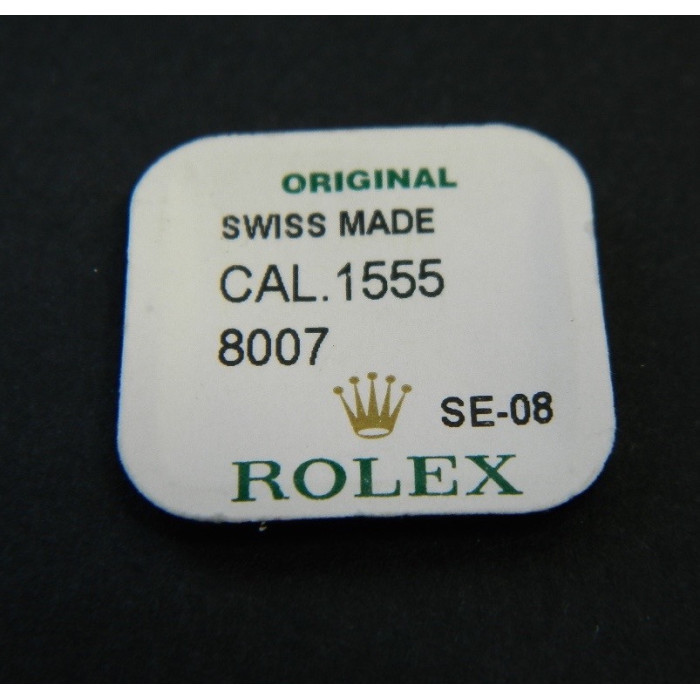 ORIGINAL
SWISS MADE
CAL.1555
8007
SE-08
ROLEX